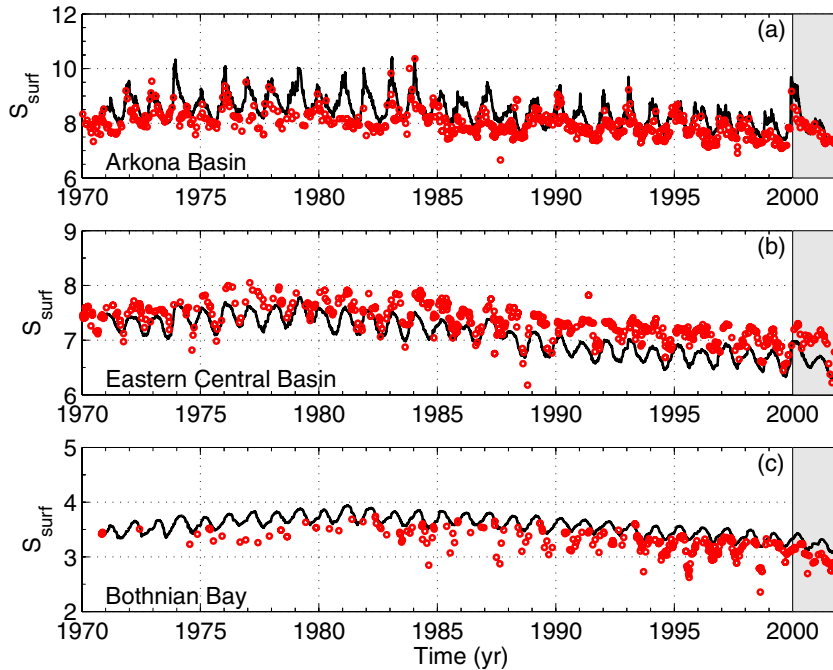 (a)
12
10
8
6
S_surf
Arkona Basin
1970 1975 1980 1985 1990 1995 2000
(b)
9
8
7
6
S_surf
Eastern Central Basin
1970 1975 1980 1985 1990 1995 2000
(c)
5
4
3
2
S_surf
Bothnian Bay
1970 1975 1980 1985 1990 1995 2000
Time (yr)